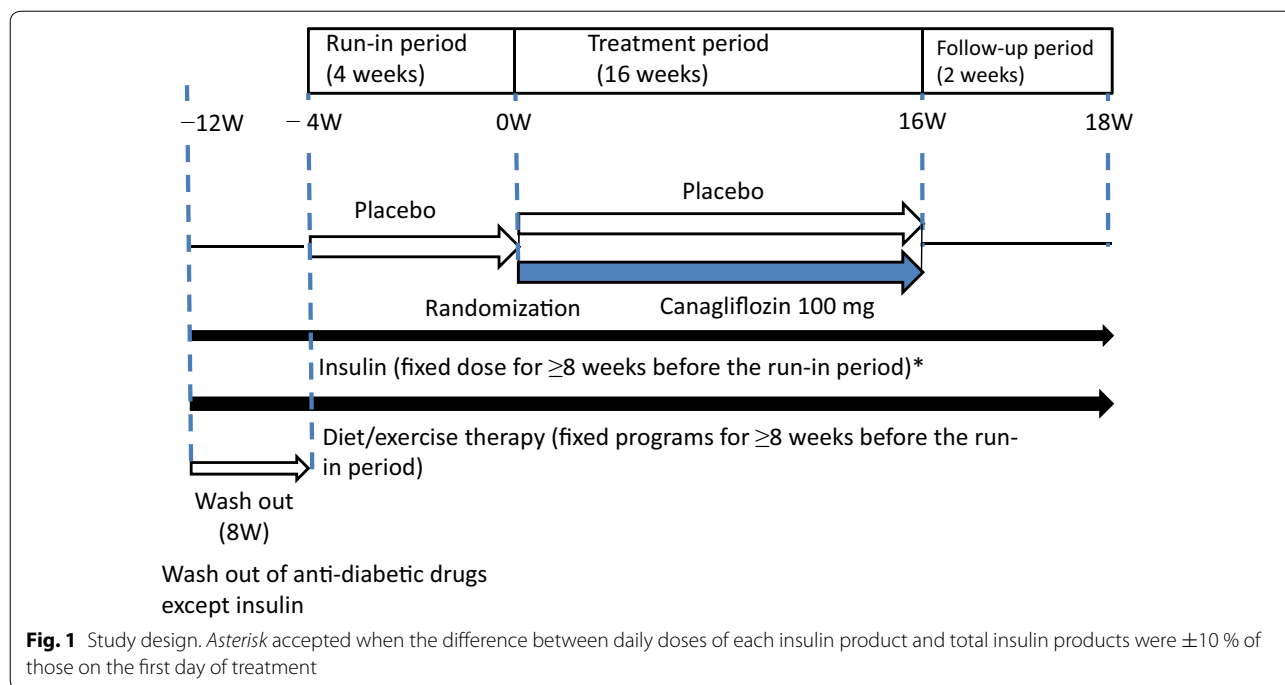 Run-in period
(4 weeks)
Treatment period
(16 weeks)
Follow-up period
(2 weeks)
−12W
− 4W
0W
16W
18W
Placebo
Placebo
Randomization
Canagliflozin 100 mg
Insulin (fixed dose for ≥8 weeks before the run-in period)*
Diet/exercise therapy (fixed programs for ≥8 weeks before the run-
in period)
Wash out
(8W)
Wash out of anti-diabetic drugs
except insulin
Fig. 1 Study design. Asterisk accepted when the difference between daily doses of each insulin product and total insulin products were ±10 % of
those on the first day of treatment